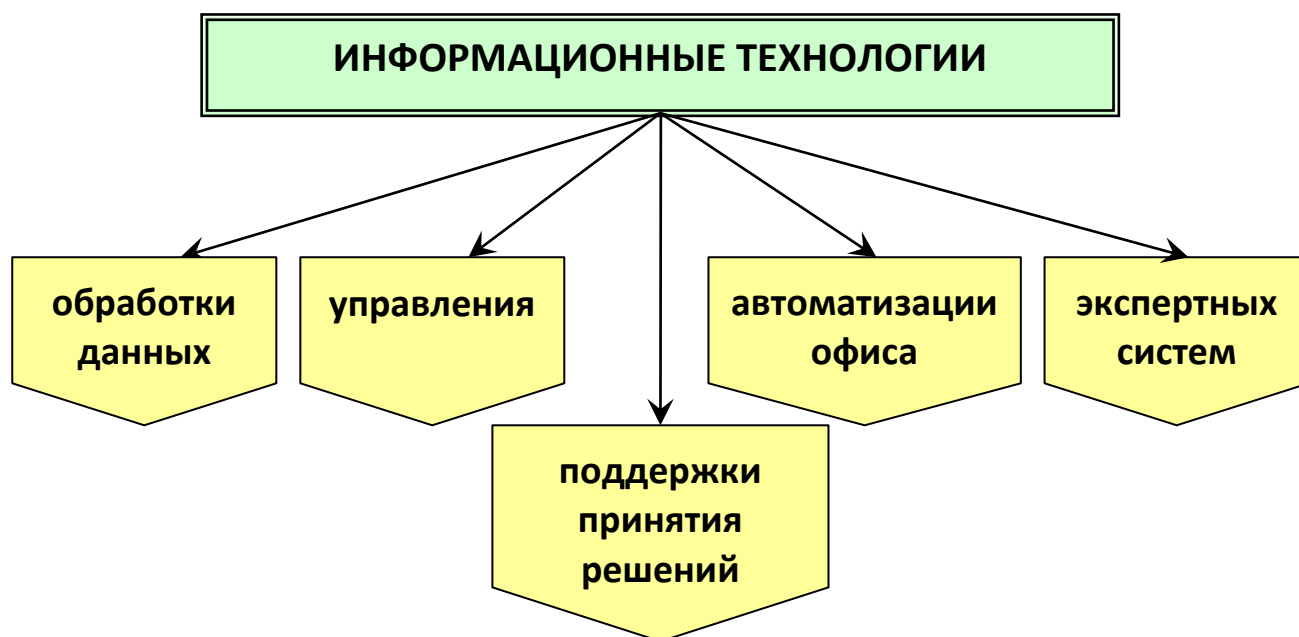 ИНФОРМАЦИОННЫЕ ТЕХНОЛОГИИ
обработки
данных
управления
поддержки
принятия
решений
автоматизации
офиса
экспертных
систем